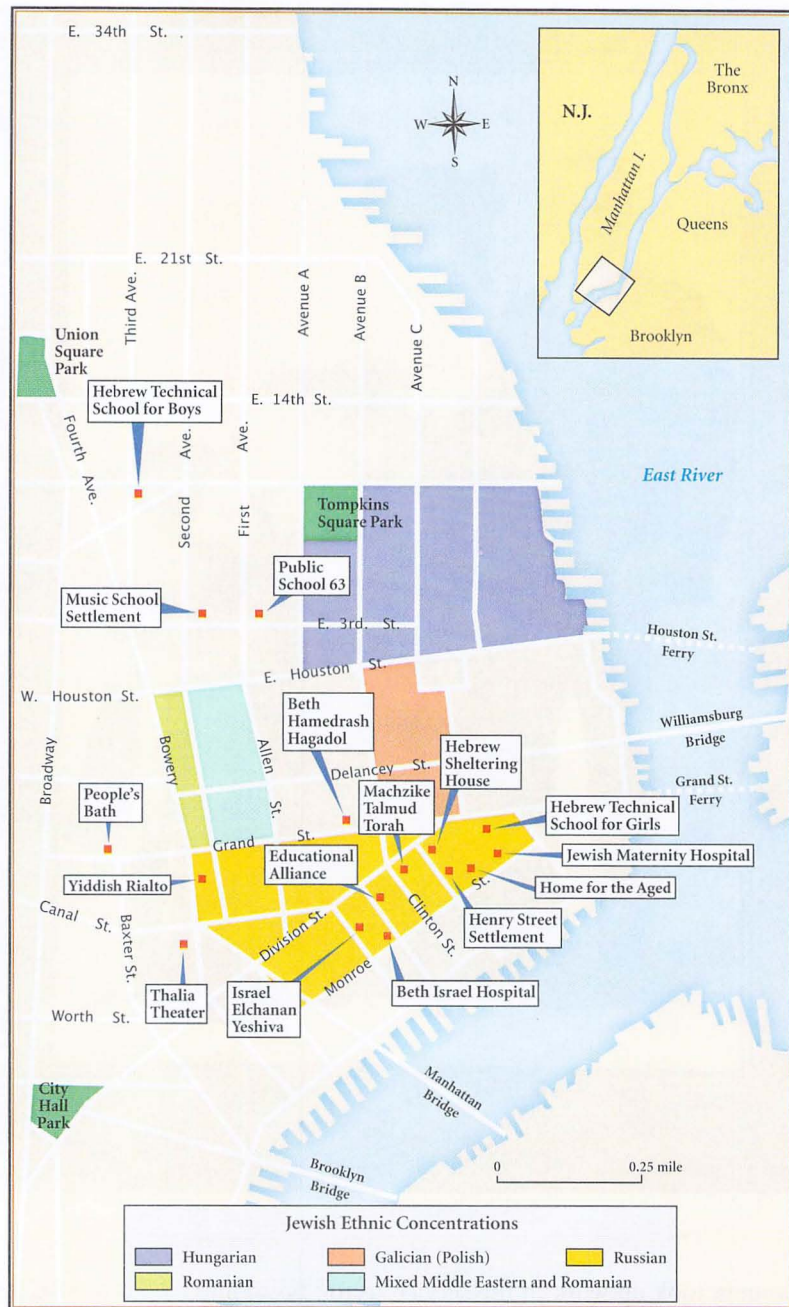 E. 34th St.
N
W E
S
N.J.
The
Bronx
Manhattan I.
Queens
Brooklyn
E. 21st St.
Third Ave.
Avenue A
Avenue B
Avenue C
Union
Square
Park
Hebrew Technical
School for Boys
E. 14th St.
Fourth Ave.
Second Ave.
First Ave.
East River
Tompkins
Square Park
Public
School 63
Music School
Settlement
E. 3rd. St.
Houston St.
Ferry
E. Houston St.
W. Houston St.
Broadway
Bowery
Allen St.
Beth
Hamedrash
Hagadol
Williamsburg
Bridge
Delancey St.
Hebrew
Sheltering
House
Machzike
Talmud
Torah
Grand St.
Ferry
People's
Bath
Grand St.
Hebrew Technical
School for Girls
Educational
Alliance
Jewish Maternity Hospital
Yiddish Rialto
Home for the Aged
Canal St.
Baxter St.
Division St.
Clinton St.
Henry Street
Settlement
Monroe St.
Thalia
Theater
Israel
Elchanan
Yeshiva
Beth Israel Hospital
Worth St.
City
Hall
Park
Manhattan
Bridge
Brooklyn
Bridge
0 0.25 mile
Jewish Ethnic Concentrations
Hungarian
Galician (Polish)
Russian
Romanian
Mixed Middle Eastern and Romanian